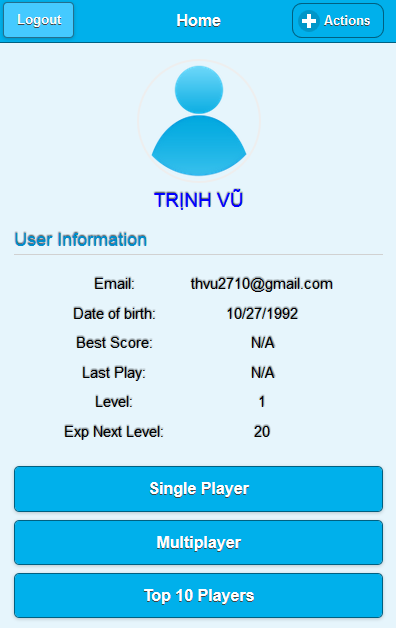 Logout
Home
Actions
TRỊNH VŨ
User Information
Email: thvu2710@gmail.com
Date of birth: 10/27/1992
Best Score: N/A
Last Play: N/A
Level: 1
Exp Next Level: 20
Single Player
Multiplayer
Top 10 Players